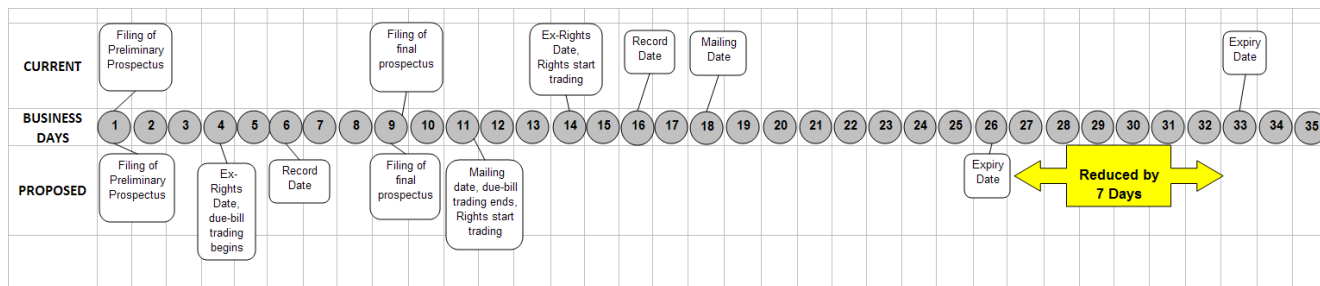 CURRENT
Filing of
Preliminary
Prospectus
Filing of
final
prospectus
Ex-Rights
Date,
Rights start
trading
Record
Date
Mailing
Date
Expiry
Date
BUSINESS
DAYS
1 2 3 4 5 6 7 8 9 10 11 12 13 14 15 16 17 18 19 20 21 22 23 24 25 26 27 28 29 30 31 32 33 34 35
PROPOSED
Filing of
Preliminary
Prospectus
Ex-
Rights
Date,
due-bill
trading
begins
Record
Date
Filing of
final
prospectus
Mailing
date, due-bill
trading ends,
Rights start
trading
Expiry
Date
Reduced by
7 Days